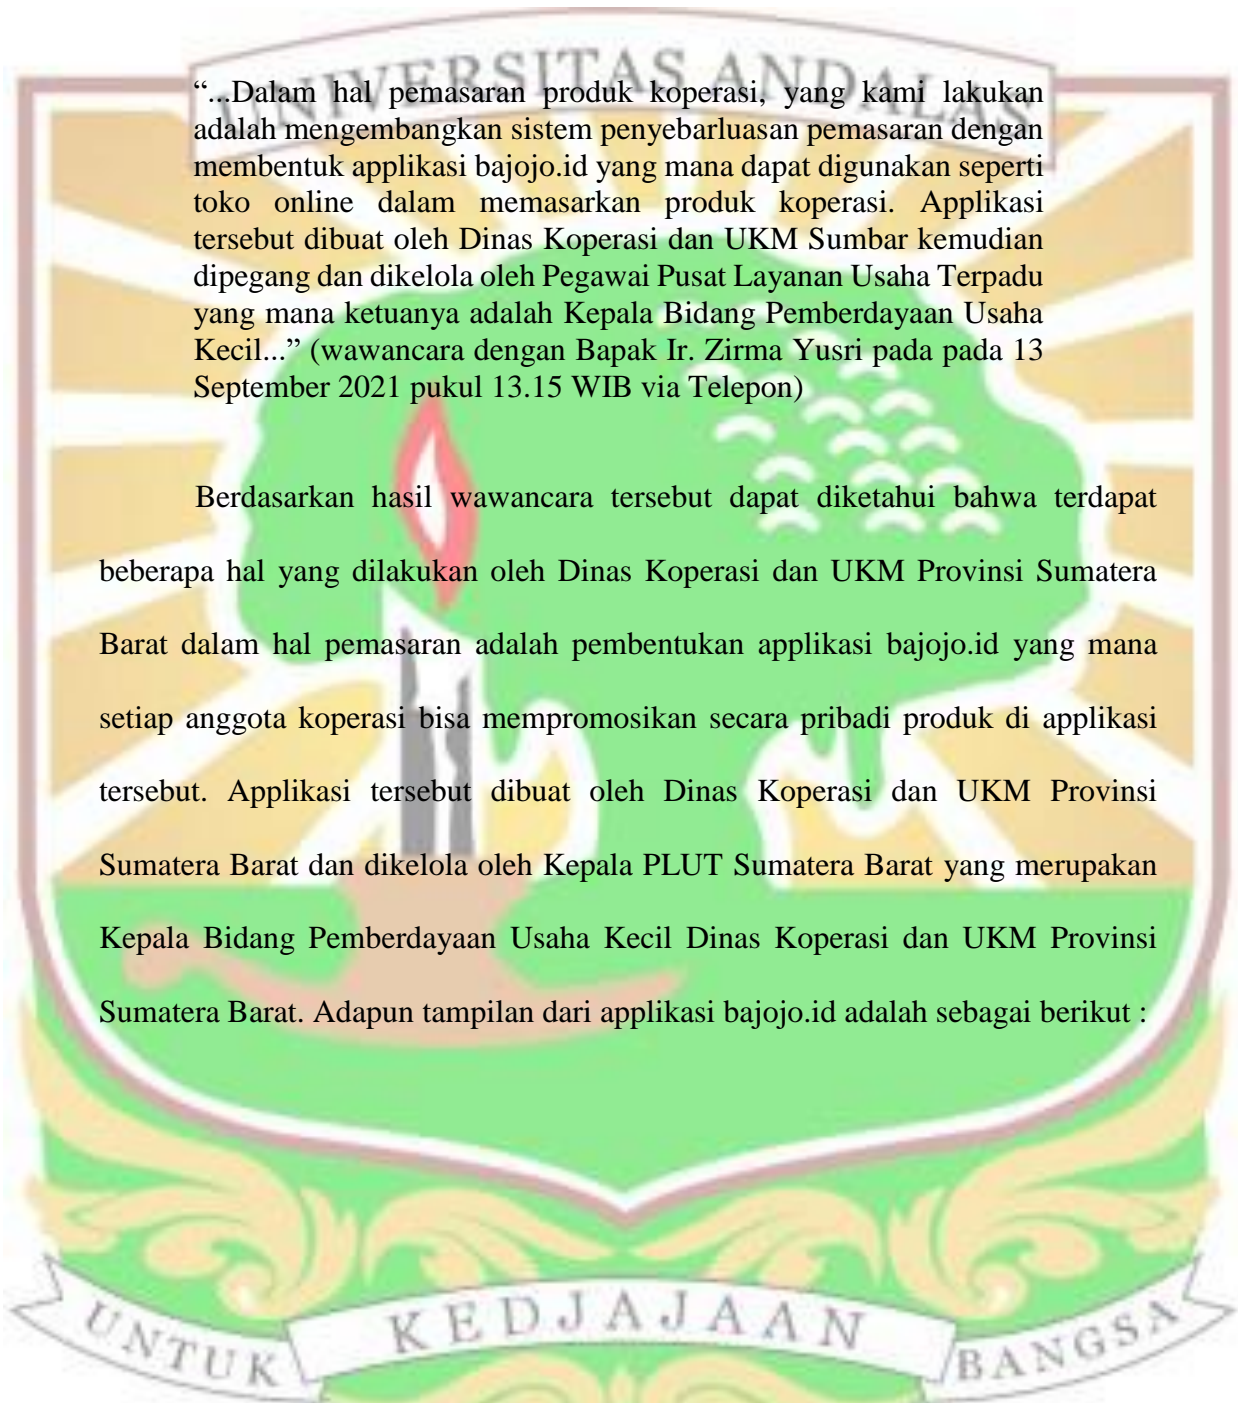 UNIVERSITAS ANDALAS
“...Dalam hal pemasaran produk koperasi, yang kami lakukan
adalah mengembangkan sistem penyebarluasan pemasaran dengan
membentuk applikasi bajojo.id yang mana dapat digunakan seperti
toko online dalam memasarkan produk koperasi. Applikasi
tersebut dibuat oleh Dinas Koperasi dan UKM Sumbar kemudian
dipegang dan dikelola oleh Pegawai Pusat Layanan Usaha Terpadu
yang mana ketuanya adalah Kepala Bidang Pemberdayaan Usaha
Kecil...” (wawancara dengan Bapak Ir. Zirma Yusri pada pada 13
September 2021 pukul 13.15 WIB via Telepon)
Berdasarkan hasil wawancara tersebut dapat diketahui bahwa terdapat
beberapa hal yang dilakukan oleh Dinas Koperasi dan UKM Provinsi Sumatera
Barat dalam hal pemasaran adalah pembentukan applikasi bajojo.id yang mana
setiap anggota koperasi bisa mempromosikan secara pribadi produk di applikasi
tersebut. Applikasi tersebut dibuat oleh Dinas Koperasi dan UKM Provinsi
Sumatera Barat dan dikelola oleh Kepala PLUT Sumatera Barat yang merupakan
Kepala Bidang Pemberdayaan Usaha Kecil Dinas Koperasi dan UKM Provinsi
Sumatera Barat. Adapun tampilan dari applikasi bajojo.id adalah sebagai berikut :
UNTUK KEDJAJAAN BANGSA